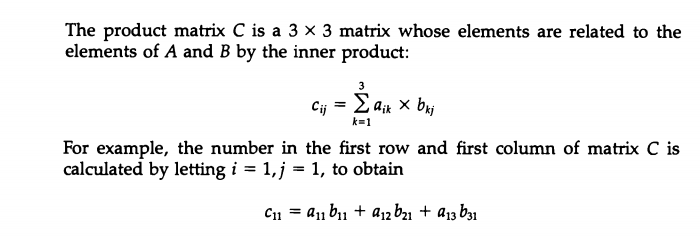 The product matrix C is a 3 × 3 matrix whose elements are related to the
elements of A and B by the inner product:
c_{ij} = \sum_{k=1}^{3} a_{ik} × b_{kj}
For example, the number in the first row and first column of matrix C is
calculated by letting i = 1, j = 1, to obtain
c_{11} = a_{11} b_{11} + a_{12} b_{21} + a_{13} b_{31}